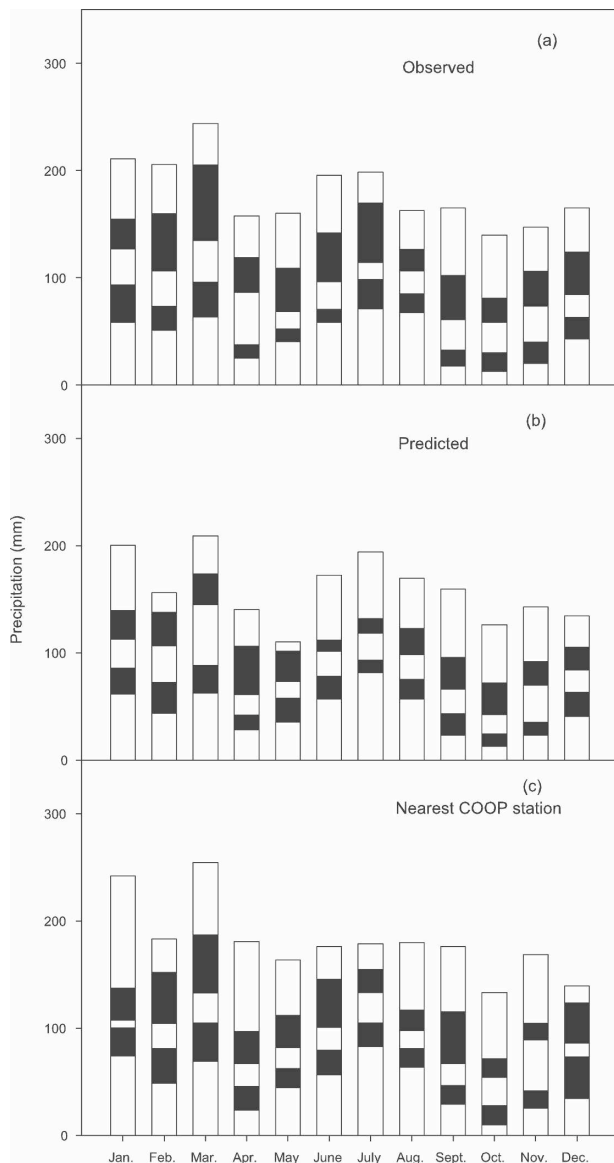 (a)
Observed
300
200
100
0
(b)
Predicted
300
200
100
0
Precipitation (mm)
(c)
Nearest COOP station
300
200
100
0
Jan. Feb. Mar. Apr. May June July Aug. Sept. Oct. Nov. Dec.